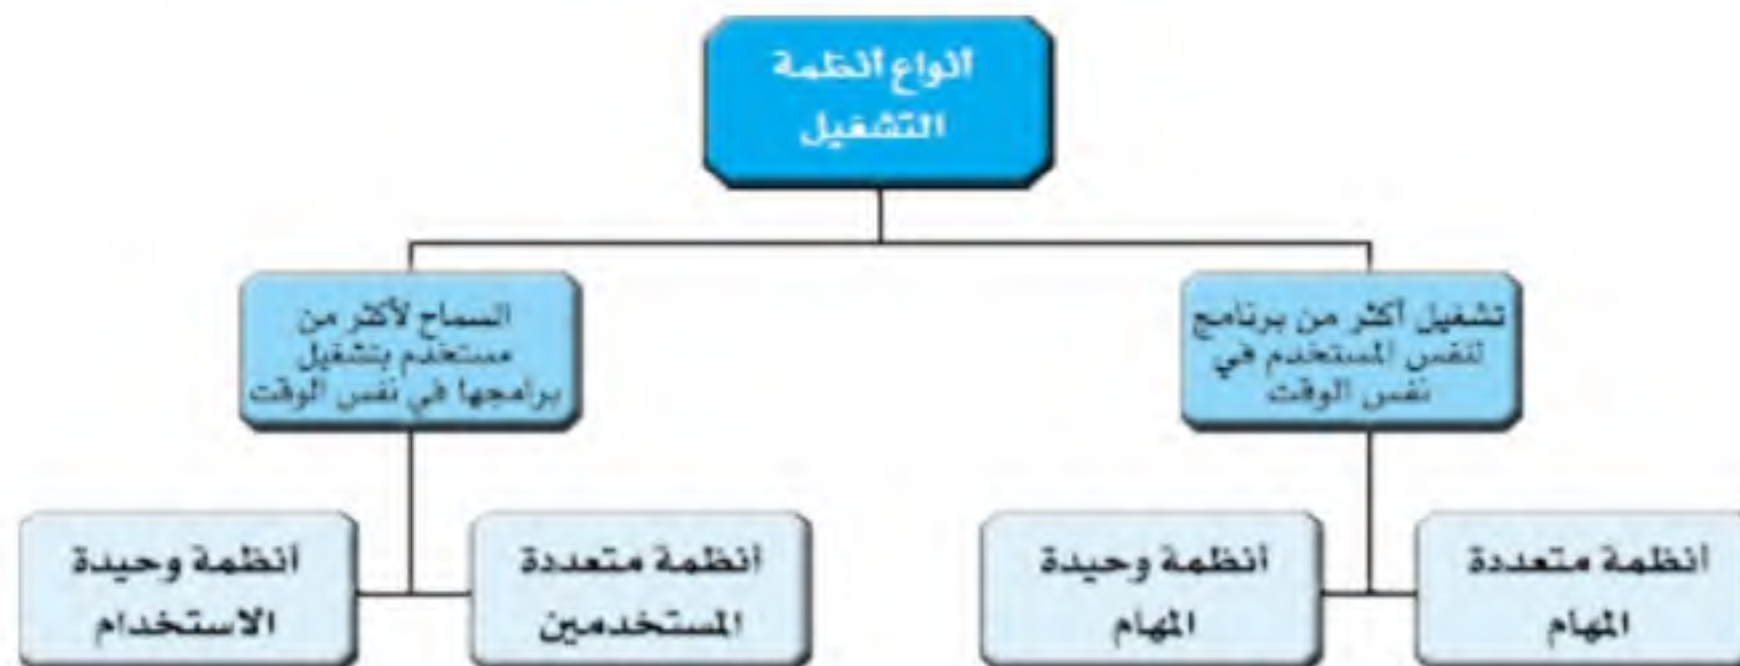 أنواع أنظمة
التشغيل
تشغيل أكثر من برنامج
لنفس المستخدم في
نفس الوقت
السماح لأكثر من
مستخدم بتشغيل
برامجها في نفس الوقت
أنظمة متعددة
المهام
أنظمة وحيدة
المهام
أنظمة متعددة
المستخدمين
أنظمة وحيدة
الاستخدام